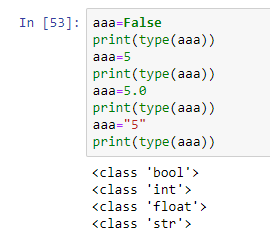 In [53]: aaa=False
print(type(aaa))
aaa=5
print(type(aaa))
aaa=5.0
print(type(aaa))
aaa="5"
print(type(aaa))
<class 'bool'>
<class 'int'>
<class 'float'>
<class 'str'>